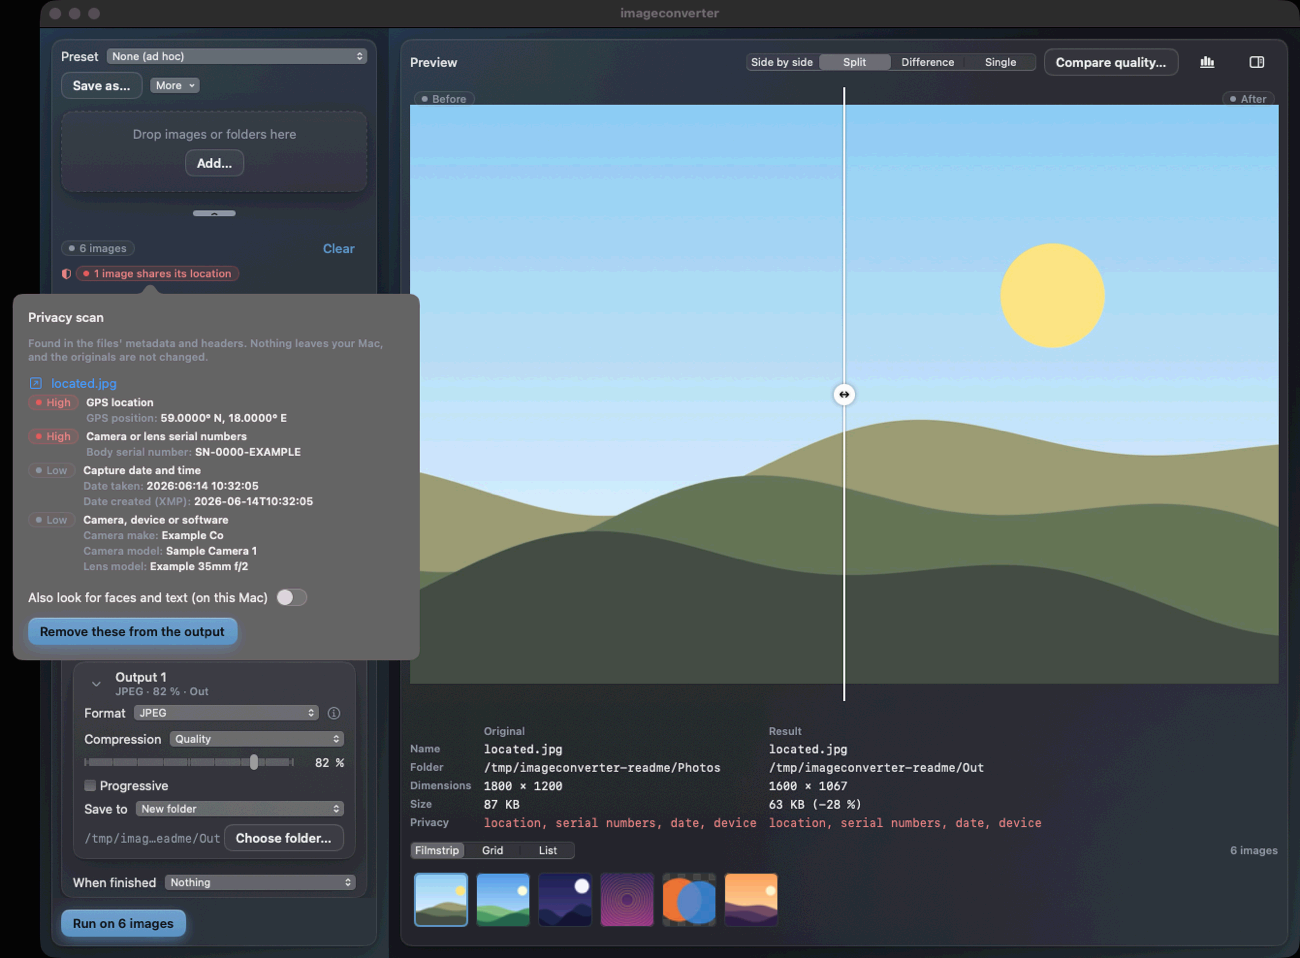 imageconverter
Preset None (ad hoc)
Save as... More
Drop images or folders here
Add...
6 images Clear
1 image shares its location
Privacy scan
Found in the files' metadata and headers. Nothing leaves your Mac,
and the originals are not changed.
located.jpg
High GPS location
GPS position: 59.0000° N, 18.0000° E
High Camera or lens serial numbers
Body serial number: SN-0000-EXAMPLE
Low Capture date and time
Date taken: 2026:06:14 10:32:05
Date created (XMP): 2026-06-14T10:32:05
Low Camera, device or software
Camera make: Example Co
Camera model: Sample Camera 1
Lens model: Example 35mm f/2
Also look for faces and text (on this Mac)
Remove these from the output
Output 1
JPEG · 82 % · Out
Format JPEG
Compression Quality
82 %
Progressive
Save to New folder
/tmp/imag…eadme/Out Choose folder...
When finished Nothing
Run on 6 images
Preview Side by side Split Difference Single Compare quality...
Before After
Original Result
Name located.jpg located.jpg
Folder /tmp/imageconverter-readme/Photos /tmp/imageconverter-readme/Out
Dimensions 1800 × 1200 1600 × 1067
Size 87 KB 63 KB (−28 %)
Privacy location, serial numbers, date, device location, serial numbers, date, device
Filmstrip Grid List 6 images